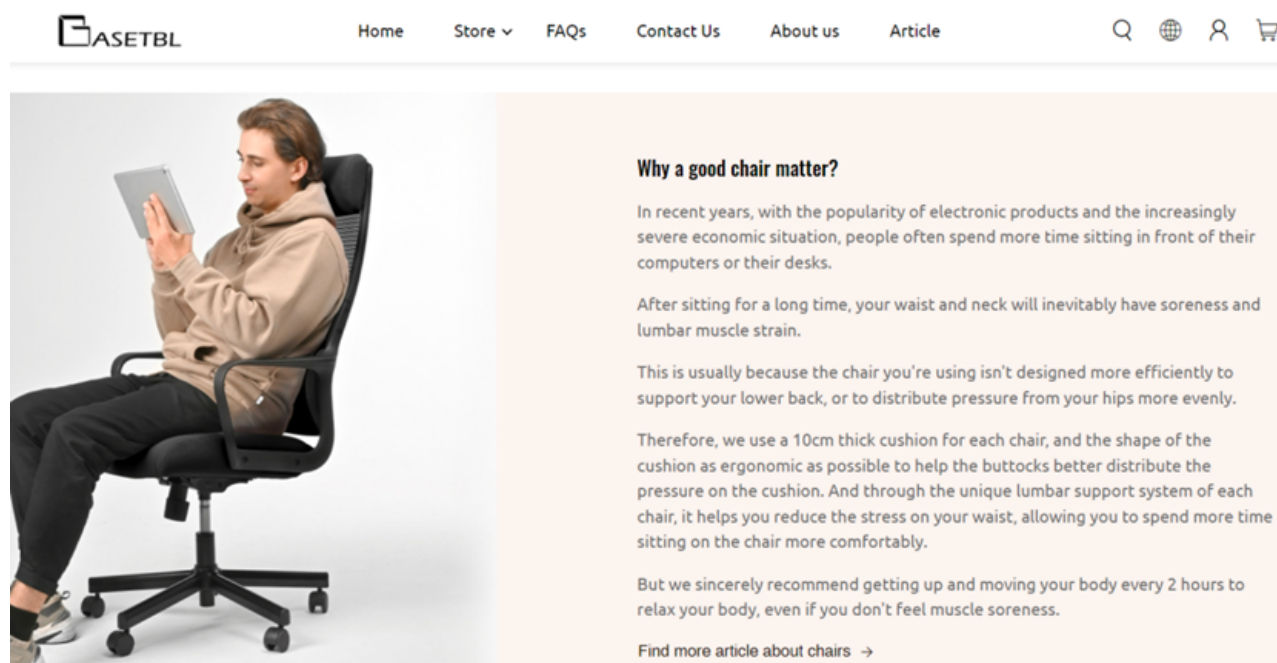 BASETBL
Home Store FAQs Contact Us About us Article
Why a good chair matter?
In recent years, with the popularity of electronic products and the increasingly
severe economic situation, people often spend more time sitting in front of their
computers or their desks.
After sitting for a long time, your waist and neck will inevitably have soreness and
lumbar muscle strain.
This is usually because the chair you're using isn't designed more efficiently to
support your lower back, or to distribute pressure from your hips more evenly.
Therefore, we use a 10cm thick cushion for each chair, and the shape of the
cushion as ergonomic as possible to help the buttocks better distribute the
pressure on the cushion. And through the unique lumbar support system of each
chair, it helps you reduce the stress on your waist, allowing you to spend more time
sitting on the chair more comfortably.
But we sincerely recommend getting up and moving your body every 2 hours to
relax your body, even if you don't feel muscle soreness.
Find more article about chairs →